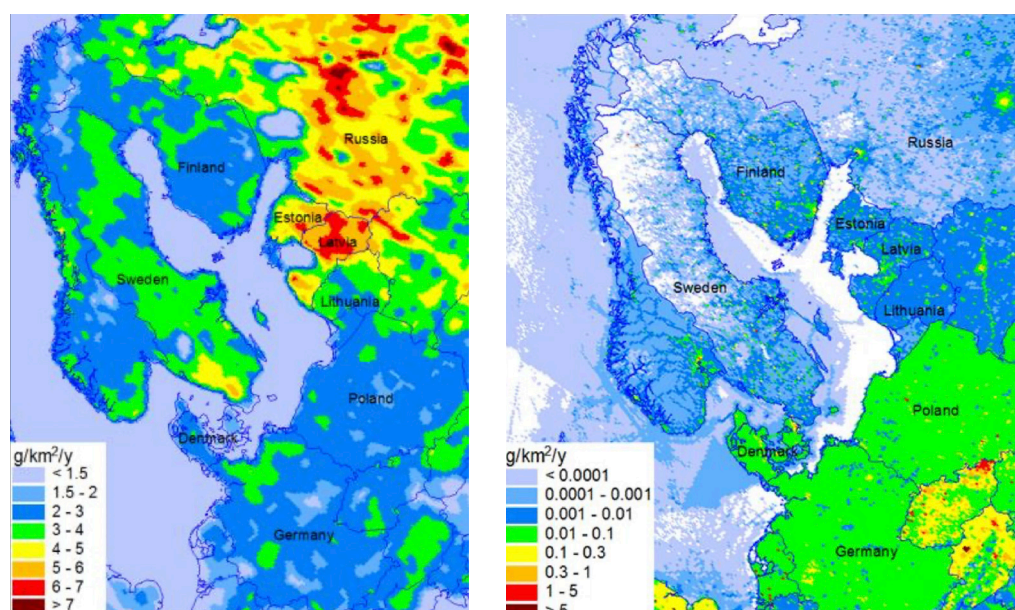 Russia
Finland
Estonia
Latvia
Sweden
Lithuania
Poland
Denmark
Germany
g/km²/y
< 1.5
1.5 - 2
2 - 3
3 - 4
4 - 5
5 - 6
6 - 7
> 7
Russia
Finland
Estonia
Latvia
Sweden
Lithuania
Poland
Denmark
Germany
g/km²/y
< 0.0001
0.0001 - 0.001
0.001 - 0.01
0.01 - 0.1
0.1 - 0.3
0.3 - 1
1 - 5
> 5